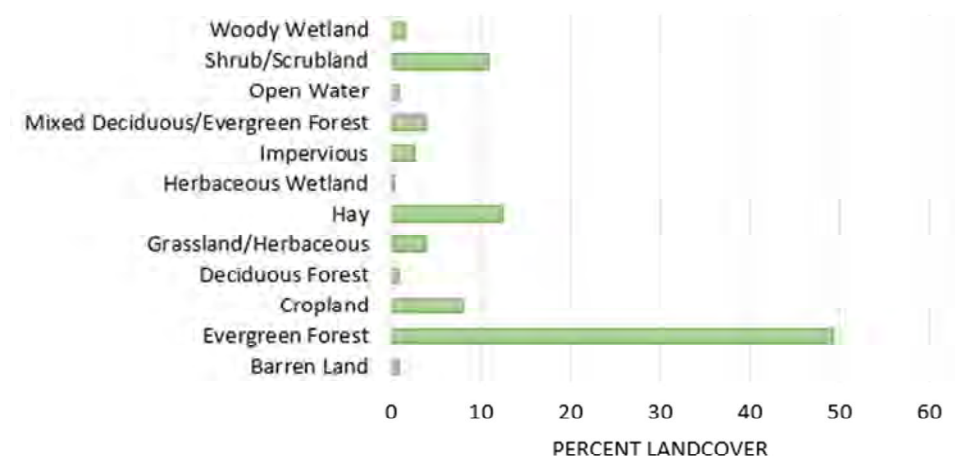 Woody Wetland
Shrub/Scrubland
Open Water
Mixed Deciduous/Evergreen Forest
Impervious
Herbaceous Wetland
Hay
Grassland/Herbaceous
Deciduous Forest
Cropland
Evergreen Forest
Barren Land
0 10 20 30 40 50 60
PERCENT LANDCOVER